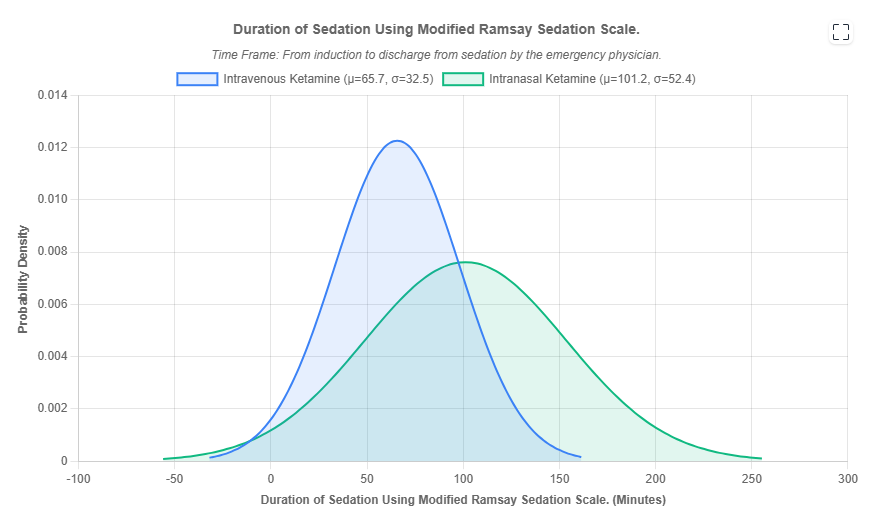 Duration of Sedation Using Modified Ramsay Sedation Scale.
Time Frame: From induction to discharge from sedation by the emergency physician.
Intravenous Ketamine (μ=65.7, σ=32.5) Intranasal Ketamine (μ=101.2, σ=52.4)
Probability Density
0.014
0.012
0.010
0.008
0.006
0.004
0.002
0
-100 -50 0 50 100 150 200 250 300
Duration of Sedation Using Modified Ramsay Sedation Scale. (Minutes)